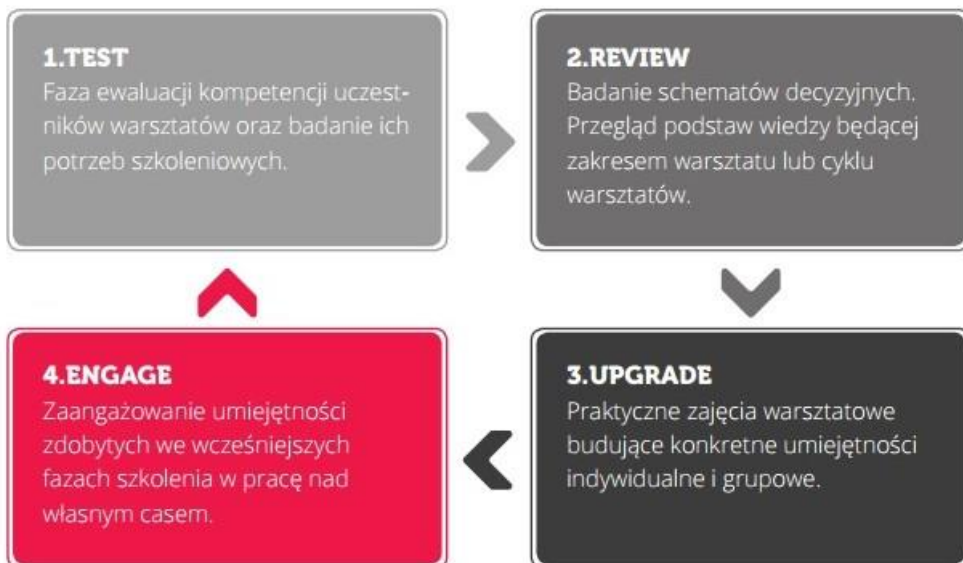 1.TEST
Faza ewaluacji kompetencji uczest-
ników warsztatów oraz badanie ich
potrzeb szkoleniowych.
2.REVIEW
Badanie schematów decyzyjnych.
Przegląd podstaw wiedzy będącej
zakresem warsztatu lub cyklu
warsztatów.
3.UPGRADE
Praktyczne zajęcia warsztatowe
budujące konkretne umiejętności
indywidualne i grupowe.
4.ENGAGE
Zaangażowanie umiejętności
zdobytych we wcześniejszych
fazach szkolenia w pracę nad
własnym casem.